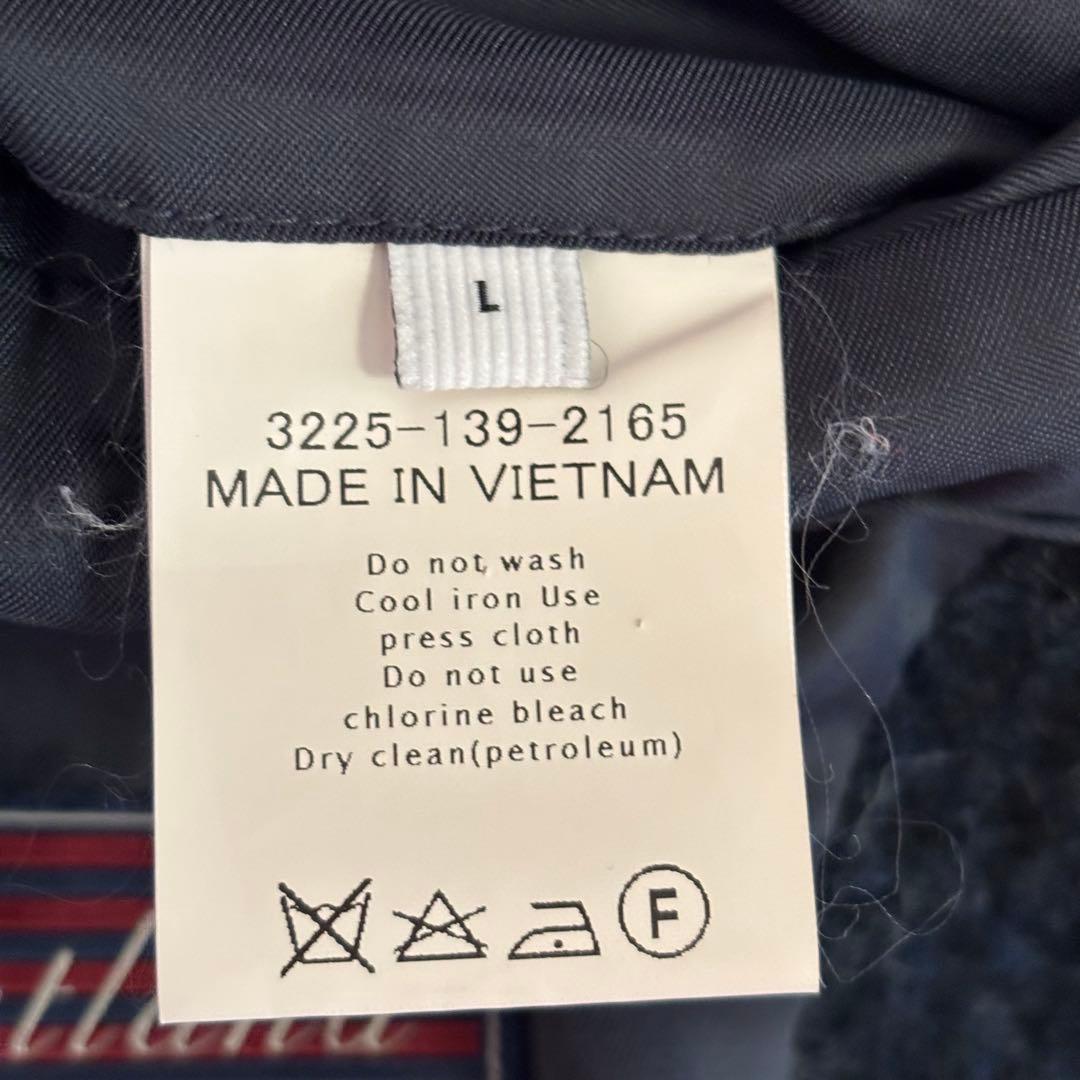 L
3225-139-2165
MADE IN VIETNAM
Do not wash
Cool iron Use
press cloth
Do not use
chlorine bleach
Dry clean(petroleum)
F